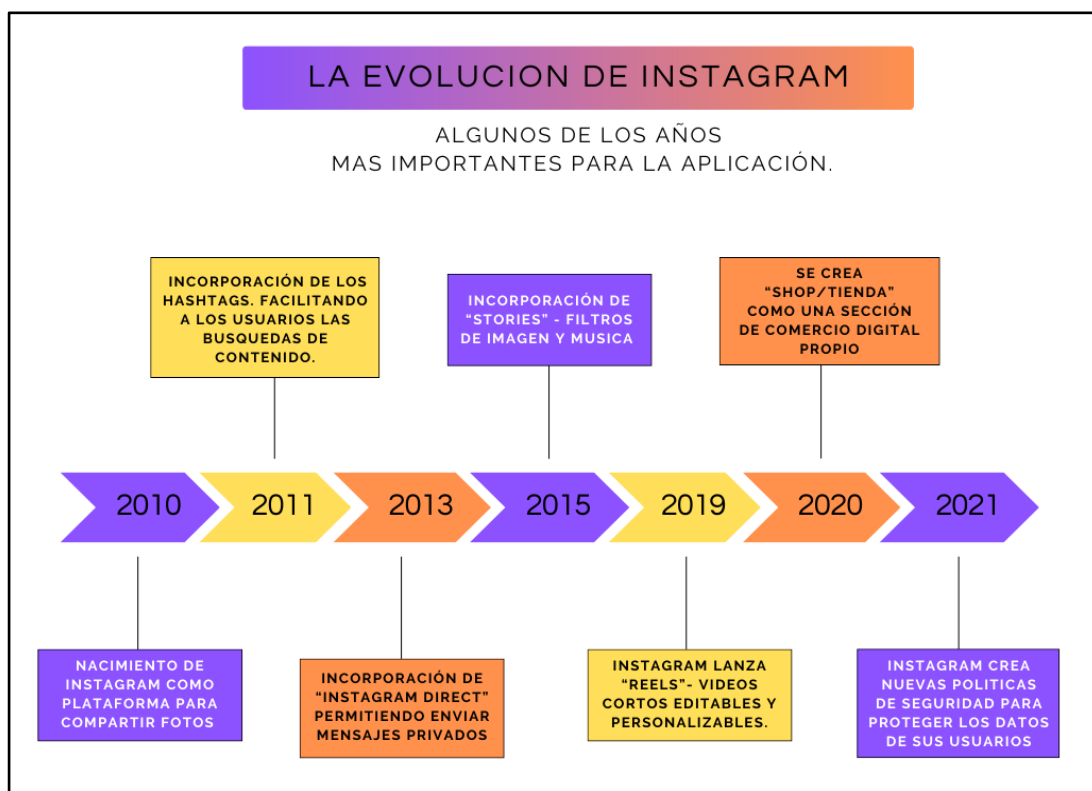 LA EVOLUCION DE INSTAGRAM
ALGUNOS DE LOS AÑOS
MAS IMPORTANTES PARA LA APLICACIÓN.
INCORPORACIÓN DE LOS
HASHTAGS. FACILITANDO
A LOS USUARIOS LAS
BUSQUEDAS DE
CONTENIDO.
INCORPORACIÓN DE
“STORIES” - FILTROS
DE IMAGEN Y MUSICA
SE CREA
“SHOP/TIENDA”
COMO UNA SECCIÓN
DE COMERCIO DIGITAL
PROPIO
2010
2011
2013
2015
2019
2020
2021
NACIMIENTO DE
INSTAGRAM COMO
PLATAFORMA PARA
COMPARTIR FOTOS
INCORPORACIÓN DE
“INSTAGRAM DIRECT”
PERMITIENDO ENVIAR
MENSAJES PRIVADOS
INSTAGRAM LANZA
“REELS”- VIDEOS
CORTOS EDITABLES Y
PERSONALIZABLES.
INSTAGRAM CREA
NUEVAS POLITICAS
DE SEGURIDAD PARA
PROTEGER LOS DATOS
DE SUS USUARIOS